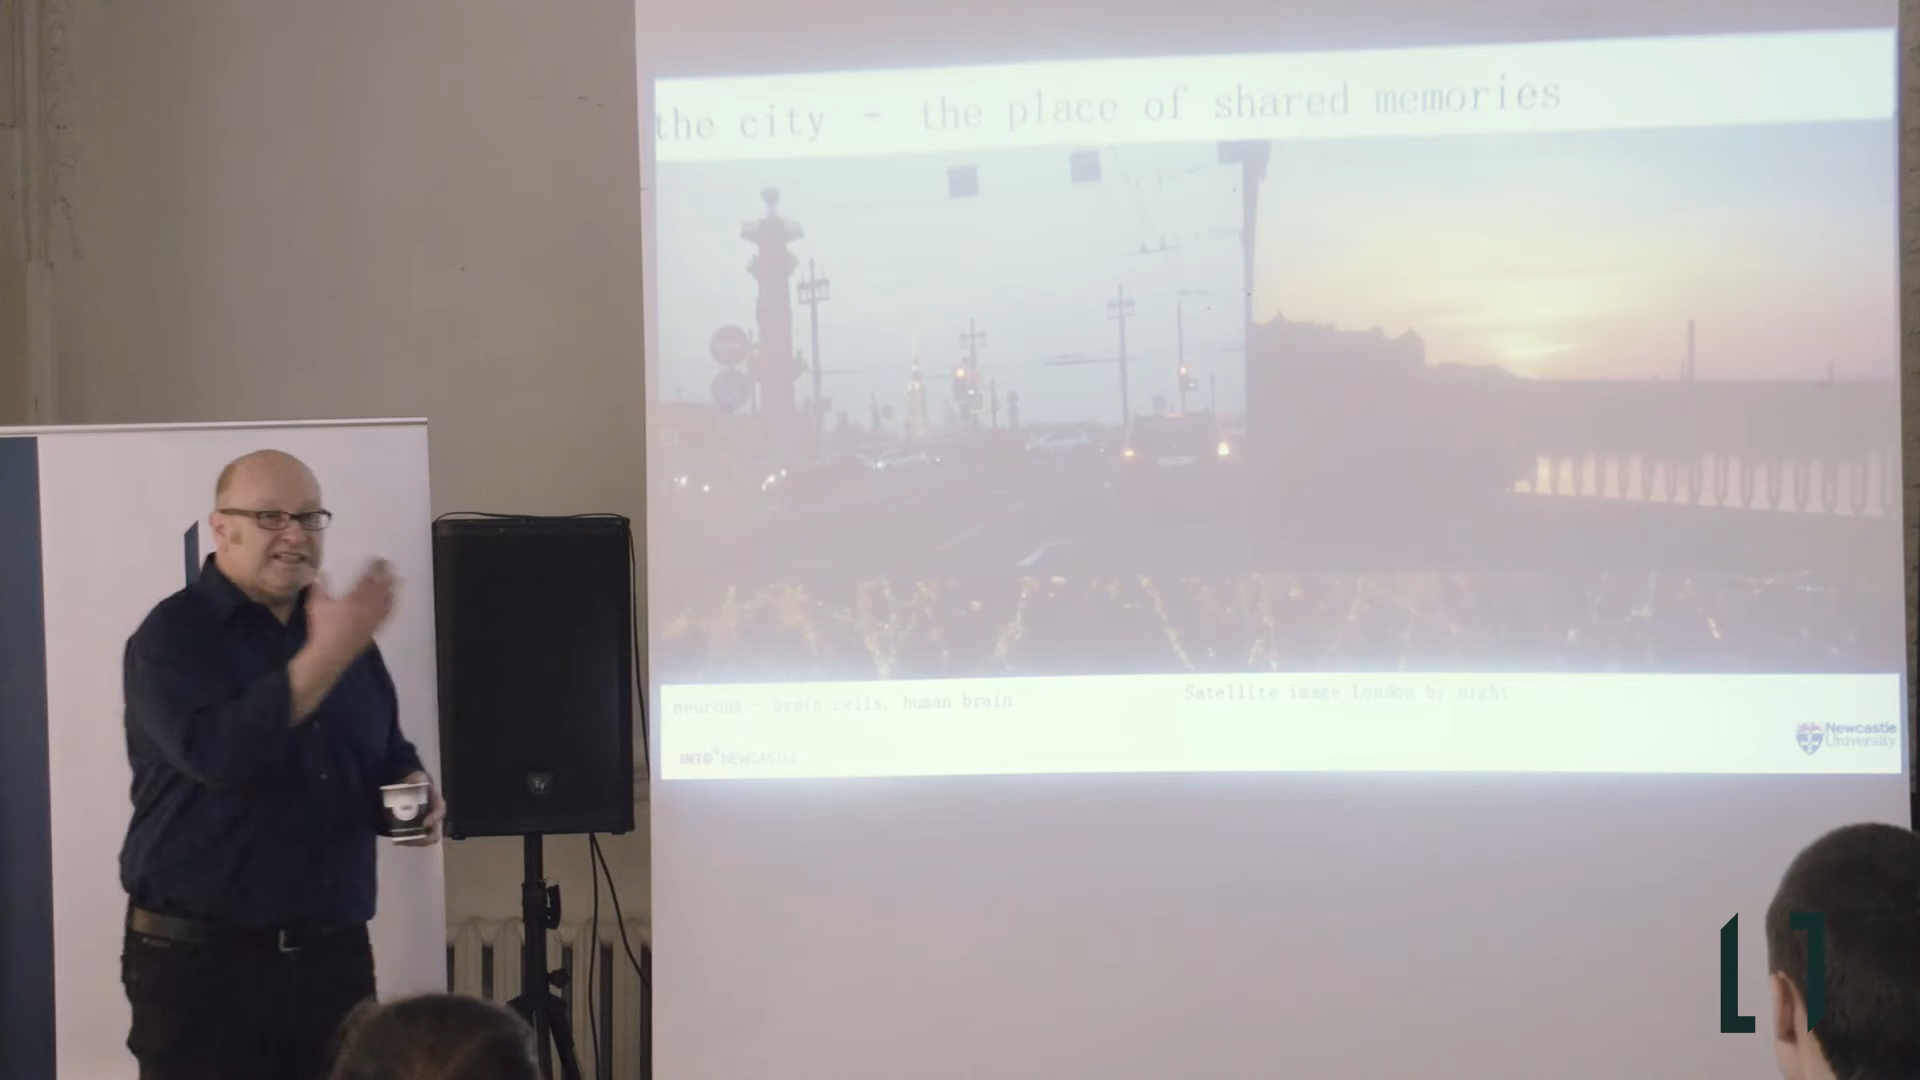 the city - the place of shared memories
neurons - brain cells, human brain
Satellite image London by night
INTO NEWCASTLE
Newcastle
University